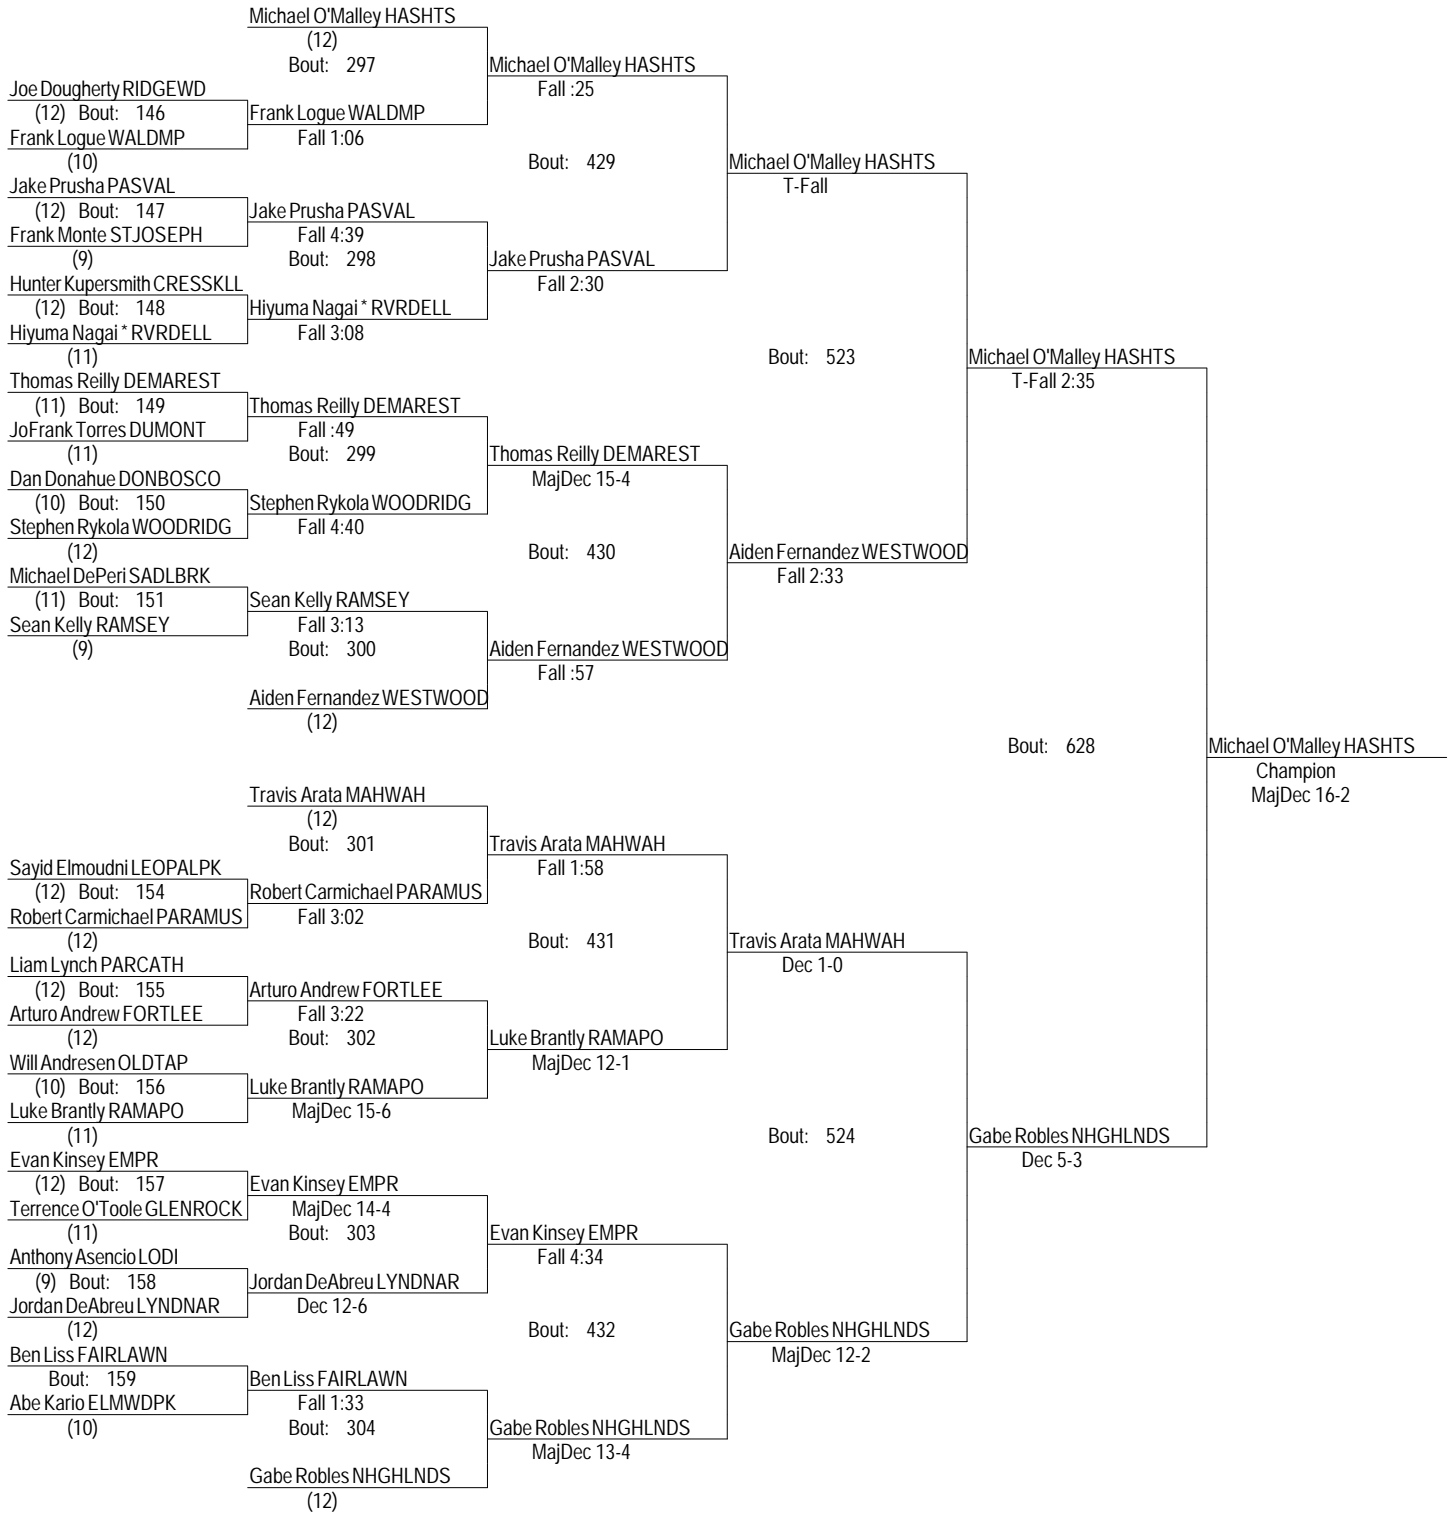 Michael O'Malley HASHTS
(12)
Bout: 297
Michael O'Malley HASHTS
Fall :25
Joe Dougherty RIDGEWD
(12) Bout: 146
Frank Logue WALDMP
Frank Logue WALDMP
Fall 1:06
(10)
Bout: 429
Michael O'Malley HASHTS
T-Fall
Jake Prusha PASVAL
(12) Bout: 147
Jake Prusha PASVAL
Frank Monte STJOSEPH
Fall 4:39
(9)
Bout: 298
Jake Prusha PASVAL
Fall 2:30
Hunter Kupersmith CRESSKLL
(12) Bout: 148
Hiyuma Nagai * RVRDELL
Hiyuma Nagai * RVRDELL
Fall 3:08
(11)
Bout: 523
Michael O'Malley HASHTS
T-Fall 2:35
Thomas Reilly DEMAREST
(11) Bout: 149
Thomas Reilly DEMAREST
JoFrank Torres DUMONT
Fall :49
(11)
Bout: 299
Thomas Reilly DEMAREST
MajDec 15-4
Dan Donahue DONBOSCO
(10) Bout: 150
Stephen Rykola WOODRIDG
Stephen Rykola WOODRIDG
Fall 4:40
(12)
Bout: 430
Aiden Fernandez WESTWOOD
Fall 2:33
Michael DePeri SADLBRK
(11) Bout: 151
Sean Kelly RAMSEY
Sean Kelly RAMSEY
Fall 3:13
(9)
Bout: 300
Aiden Fernandez WESTWOOD
Fall :57
Aiden Fernandez WESTWOOD
(12)
Bout: 628
Michael O'Malley HASHTS
Champion
MajDec 16-2
Travis Arata MAHWAH
(12)
Bout: 301
Travis Arata MAHWAH
Fall 1:58
Sayid Elmoudni LEOPALPK
(12) Bout: 154
Robert Carmichael PARAMUS
Robert Carmichael PARAMUS
Fall 3:02
(12)
Bout: 431
Travis Arata MAHWAH
Dec 1-0
Liam Lynch PARCATH
(12) Bout: 155
Arturo Andrew FORTLEE
Arturo Andrew FORTLEE
Fall 3:22
(12)
Bout: 302
Luke Brantly RAMAPO
MajDec 12-1
Will Andresen OLDTAP
(10) Bout: 156
Luke Brantly RAMAPO
Luke Brantly RAMAPO
MajDec 15-6
(11)
Bout: 524
Gabe Robles NHGHLNDS
Dec 5-3
Evan Kinsey EMPR
(12) Bout: 157
Evan Kinsey EMPR
Terrence O'Toole GLENROCK
MajDec 14-4
(11)
Bout: 303
Evan Kinsey EMPR
Fall 4:34
Anthony Asencio LODI
(9) Bout: 158
Jordan DeAbreu LYNDNAR
Jordan DeAbreu LYNDNAR
Dec 12-6
(12)
Bout: 432
Gabe Robles NHGHLNDS
MajDec 12-2
Ben Liss FAIRLAWN
Bout: 159
Ben Liss FAIRLAWN
Abe Kario ELMWDPK
Fall 1:33
(10)
Bout: 304
Gabe Robles NHGHLNDS
MajDec 13-4
Gabe Robles NHGHLNDS
(12)